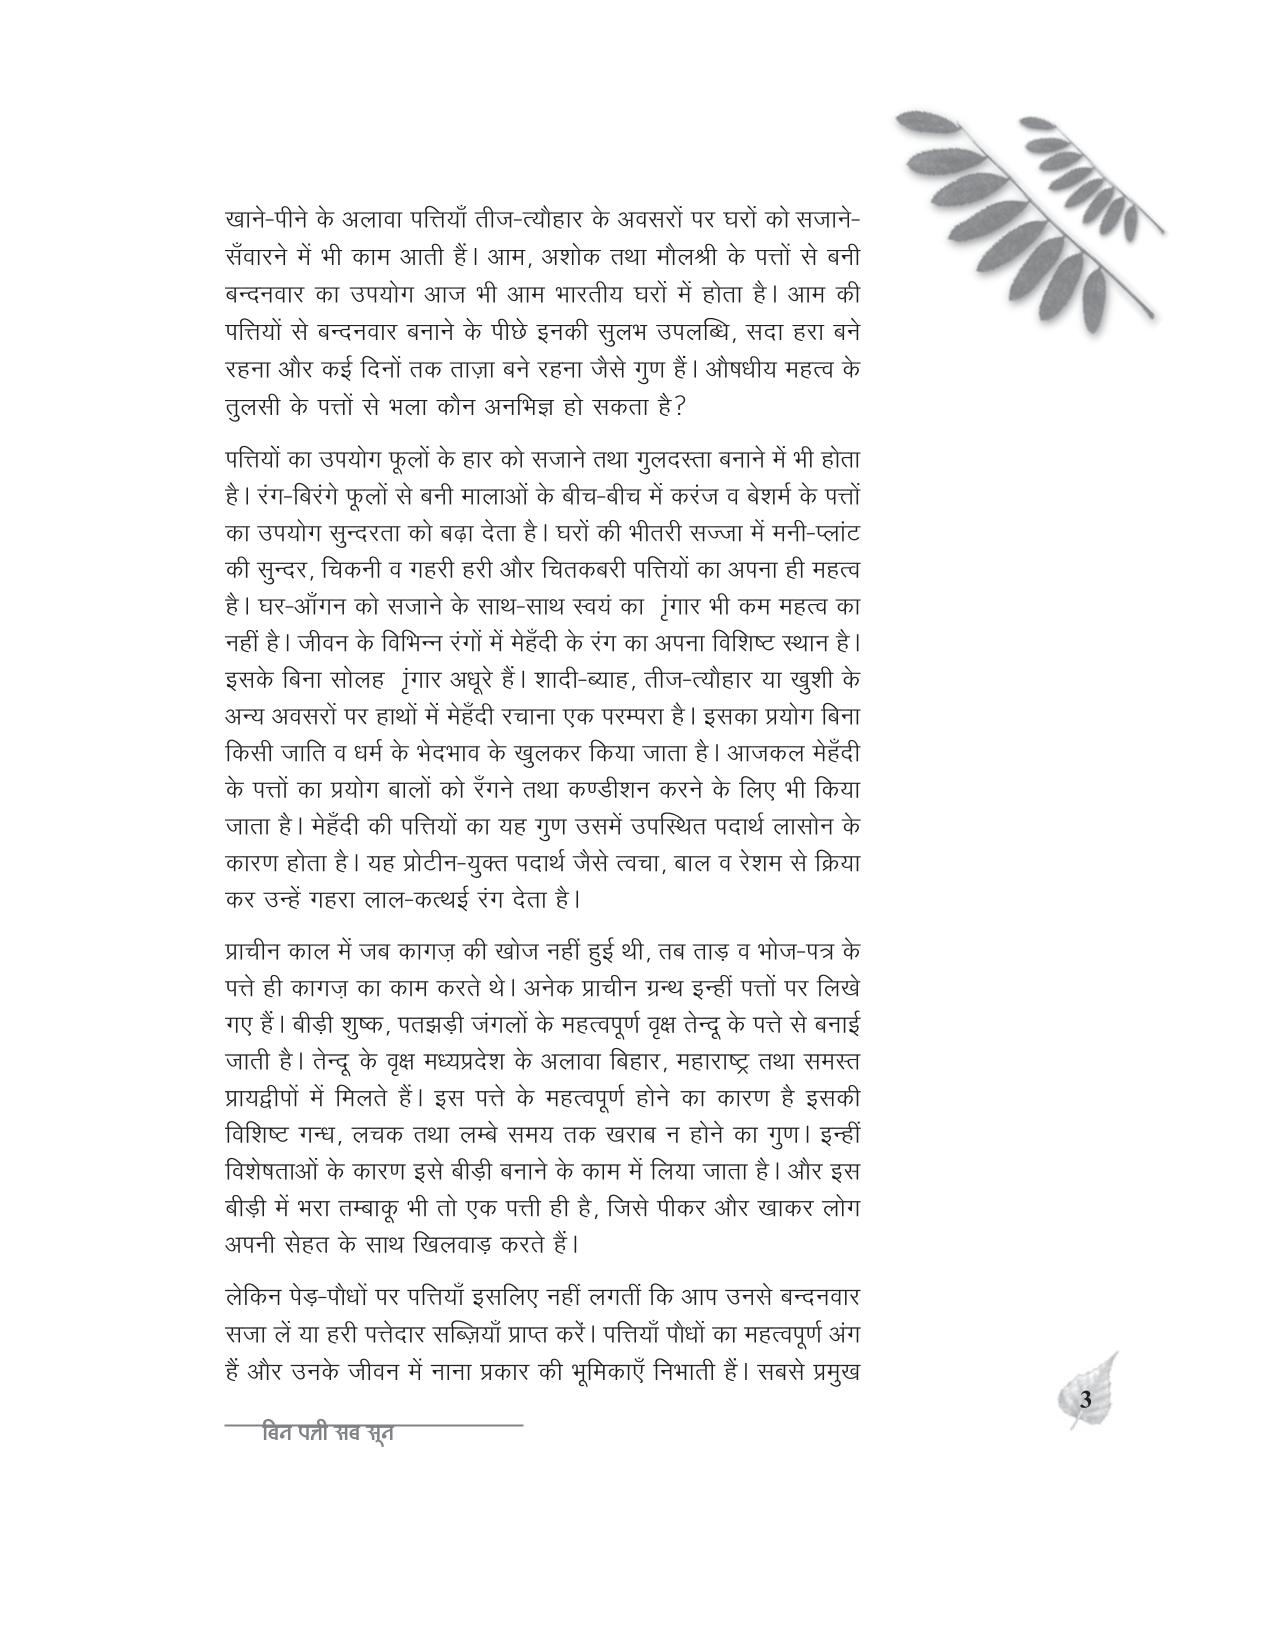 खाने-पीने के अलावा पत्तियाँ तीज-त्यौहार के अवसरों पर घरों को सजाने-
सँवारने में भी काम आती हैं। आम, अशोक तथा मौलश्री के पत्तों से बनी
बन्दनवार का उपयोग आज भी आम भारतीय घरों में होता है। आम की
पत्तियों से बन्दनवार बनाने के पीछे इनकी सुलभ उपलब्धि, सदा हरा बने
रहना और कई दिनों तक ताज़ा बने रहना जैसे गुण हैं। औषधीय महत्व के
तुलसी के पत्तों से भला कौन अनभिज्ञ हो सकता है?
पत्तियों का उपयोग फूलों के हार को सजाने तथा गुलदस्ता बनाने में भी होता
है। रंग-बिरंगे फूलों से बनी मालाओं के बीच-बीच में करंज व बेशर्म के पत्तों
का उपयोग सुन्दरता को बढ़ा देता है। घरों की भीतरी सज्जा में मनी-प्लांट
की सुन्दर, चिकनी व गहरी हरी और चितकबरी पत्तियों का अपना ही महत्व
है। घर-आँगन को सजाने के साथ-साथ स्वयं का ृंगार भी कम महत्व का
नहीं है। जीवन के विभिन्न रंगों में मेहँदी के रंग का अपना विशिष्ट स्थान है।
इसके बिना सोलह ृंगार अधूरे हैं। शादी-ब्याह, तीज-त्यौहार या खुशी के
अन्य अवसरों पर हाथों में मेहँदी रचाना एक परम्परा है। इसका प्रयोग बिना
किसी जाति व धर्म के भेदभाव के खुलकर किया जाता है। आजकल मेहँदी
के पत्तों का प्रयोग बालों को रँगने तथा कण्डीशन करने के लिए भी किया
जाता है। मेहँदी की पत्तियों का यह गुण उसमें उपस्थित पदार्थ लासोन के
कारण होता है। यह प्रोटीन-युक्त पदार्थ जैसे त्वचा, बाल व रेशम से क्रिया
कर उन्हें गहरा लाल-कत्थई रंग देता है।
प्राचीन काल में जब कागज़ की खोज नहीं हुई थी, तब ताड़ व भोज-पत्र के
पत्ते ही कागज़ का काम करते थे। अनेक प्राचीन ग्रन्थ इन्हीं पत्तों पर लिखे
गए हैं। बीड़ी शुष्क, पतझड़ी जंगलों के महत्वपूर्ण वृक्ष तेन्दू के पत्ते से बनाई
जाती है। तेन्दू के वृक्ष मध्यप्रदेश के अलावा बिहार, महाराष्ट्र तथा समस्त
प्रायद्वीपों में मिलते हैं। इस पत्ते के महत्वपूर्ण होने का कारण है इसकी
विशिष्ट गन्ध, लचक तथा लम्बे समय तक खराब न होने का गुण। इन्हीं
विशेषताओं के कारण इसे बीड़ी बनाने के काम में लिया जाता है। और इस
बीड़ी में भरा तम्बाकू भी तो एक पत्ती ही है, जिसे पीकर और खाकर लोग
अपनी सेहत के साथ खिलवाड़ करते हैं।
लेकिन पेड़-पौधों पर पत्तियाँ इसलिए नहीं लगतीं कि आप उनसे बन्दनवार
सजा लें या हरी पत्तेदार सब्ज़ियाँ प्राप्त करें। पत्तियाँ पौधों का महत्वपूर्ण अंग
हैं और उनके जीवन में नाना प्रकार की भूमिकाएँ निभाती हैं। सबसे प्रमुख
3
बिन पत्ती सब सून